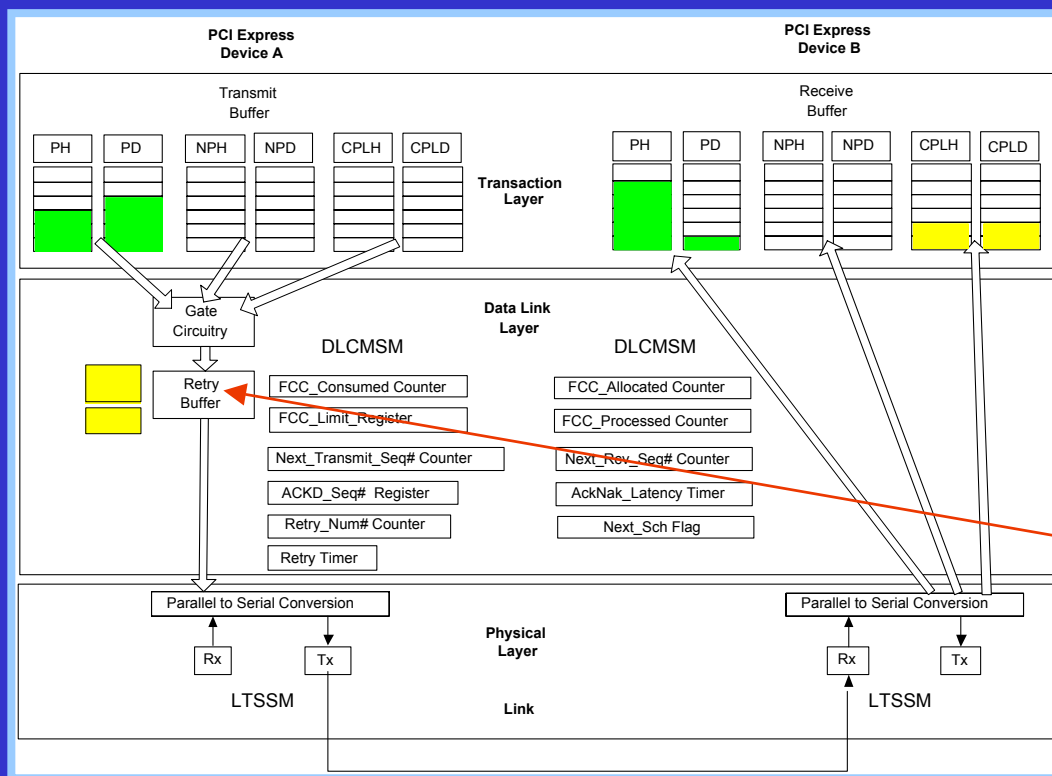 PCI Express
Device A
PCI Express
Device B
Transmit
Buffer
Receive
Buffer
PH PD NPH NPD CPLH CPLD
PH PD NPH NPD CPLH CPLD
Transaction
Layer
Gate
Circuitry
Data Link
Layer
DLCMSM
DLCMSM
Retry
Buffer
FCC_Consumed Counter
FCC_Limit_Register
Next_Transmit_Seq# Counter
ACKD_Seq# Register
Retry_Num# Counter
Retry Timer
FCC_Allocated Counter
FCC_Processed Counter
Next_Rcv_Seq# Counter
AckNak_Latency Timer
Next_Sch Flag
Parallel to Serial Conversion
Parallel to Serial Conversion
Physical
Layer
Rx Tx
Rx Tx
LTSSM
LTSSM
Link